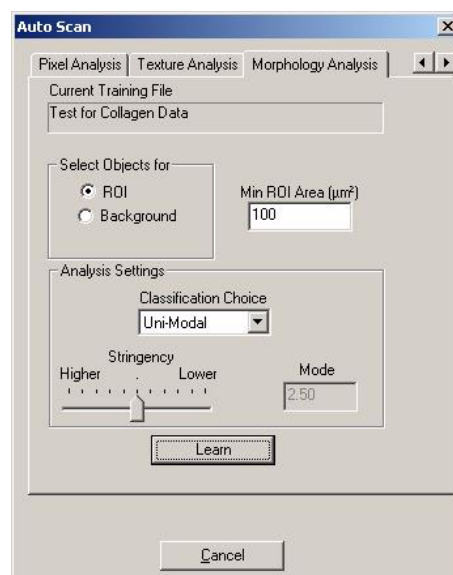 Auto Scan
Pixel Analysis Texture Analysis Morphology Analysis
Current Training File
Test for Collagen Data
Select Objects for
ROI
Background
Min ROI Area (µm²)
100
Analysis Settings
Classification Choice
Uni-Modal
Stringency
Higher . Lower
Mode
2.50
Learn
Cancel